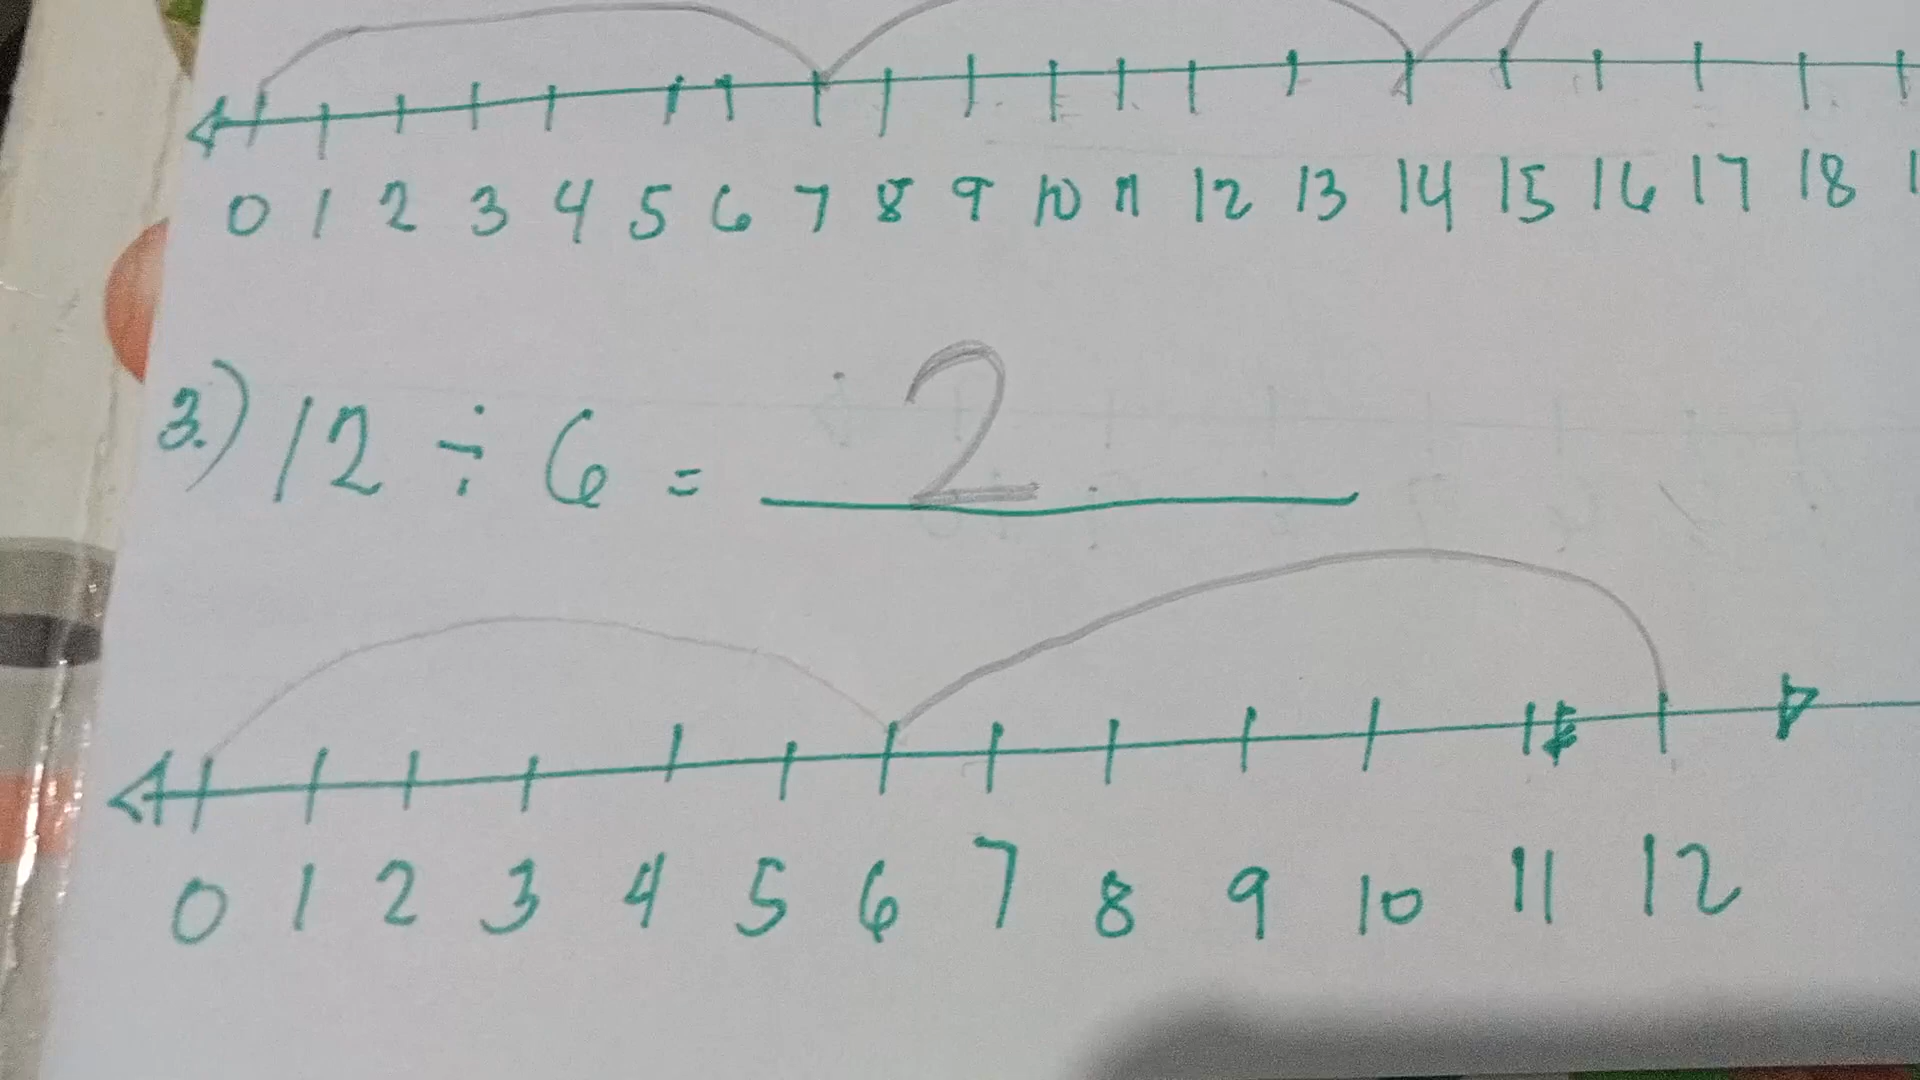 0 1 2 3 4 5 6 7 8 9 10 11 12 13 14 15 16 17 18
3.) 12 ÷ 6 = 2
0 1 2 3 4 5 6 7 8 9 10 11 12